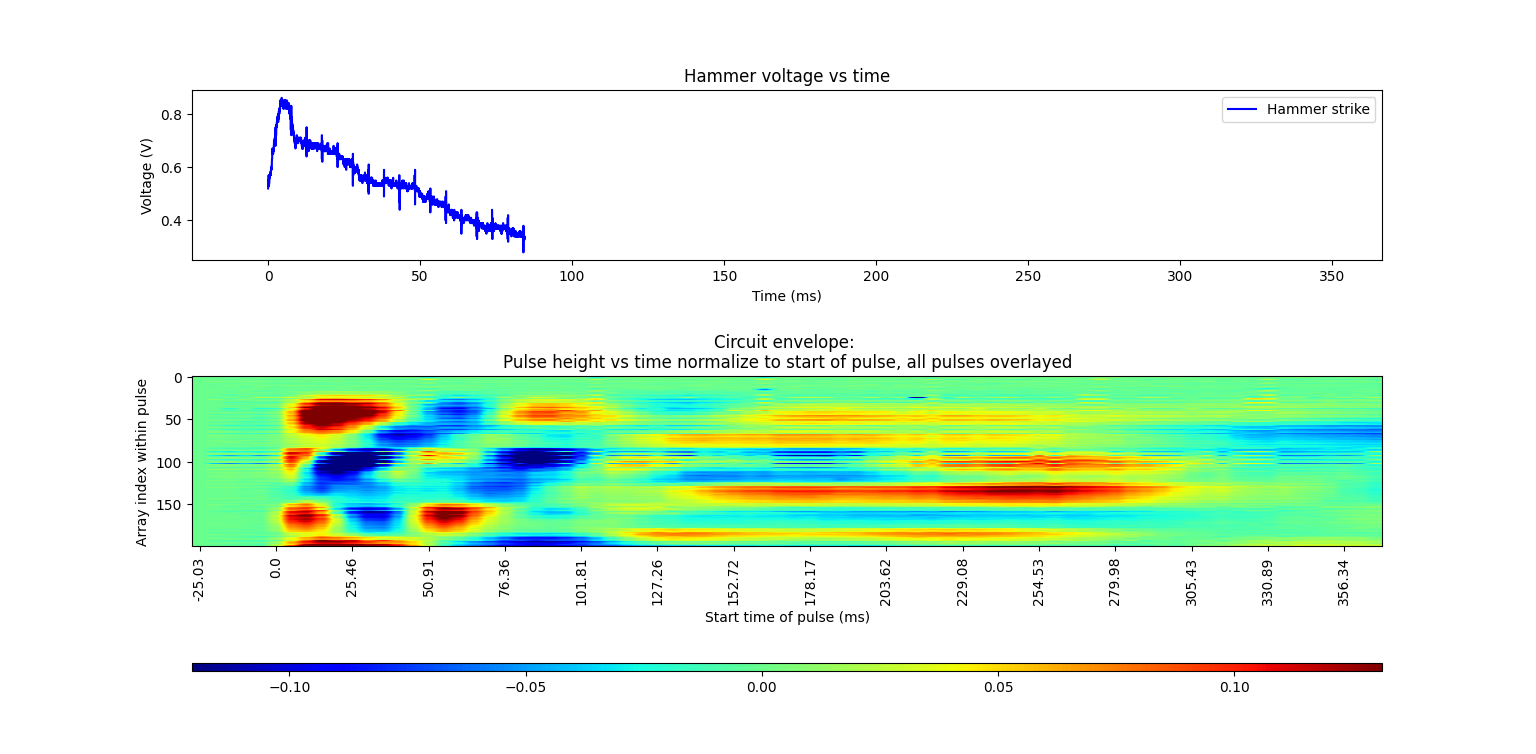 Hammer voltage vs time
Hammer strike
0.8
0.6
0.4
Voltage (V)
0 50 100 150 200 250 300 350
Time (ms)
Circuit envelope:
Pulse height vs time normalize to start of pulse, all pulses overlayed
0
50
100
150
Array index within pulse
-25.03 0.0 25.46 50.91 76.36 101.81 127.26 152.72 178.17 203.62 229.08 254.53 279.98 305.43 330.89 356.34
Start time of pulse (ms)
−0.10 −0.05 0.00 0.05 0.10